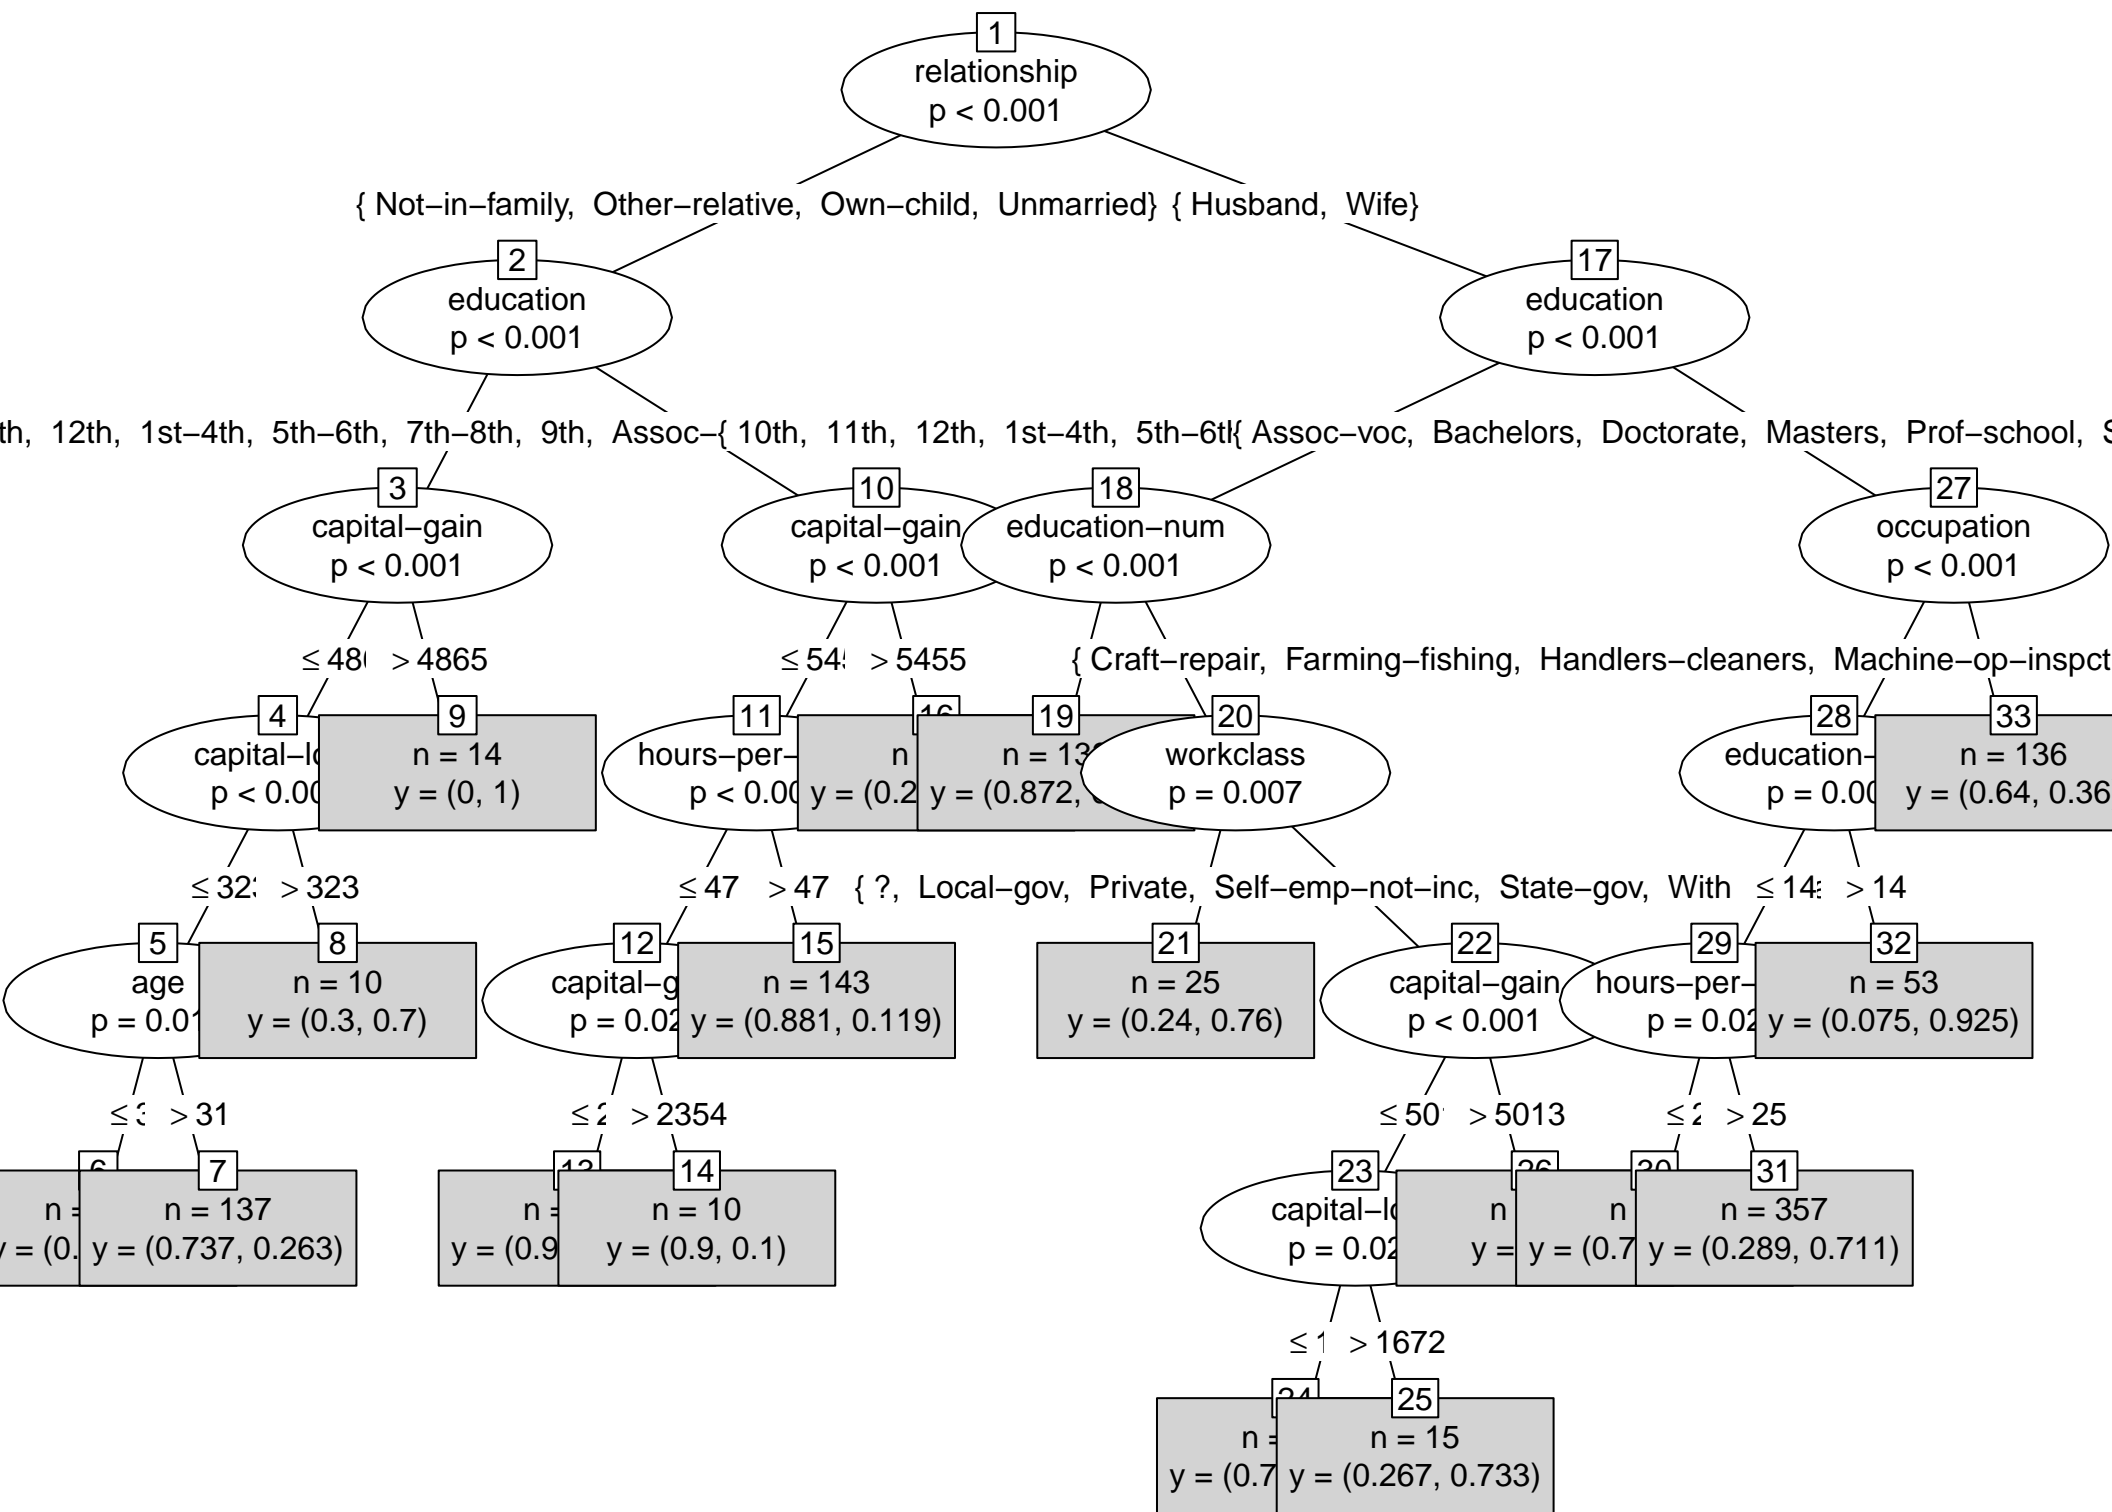 1
relationship
p < 0.001
{ Not−in−family, Other−relative, Own−child, Unmarried} { Husband, Wife}
2
education
p < 0.001
17
education
p < 0.001
12th, 1st−4th, 5th−6th, 7th−8th, 9th, { 10th, 11th, 12th, 1st−4th, { Assoc−voc, Bachelors, Doctorate, Masters, Prof−school,
3
capital−gain
p < 0.001
10
capital−gain
p < 0.001
18
education−num
p < 0.001
27
occupation
p < 0.001
≤ > 4865
≤ > 5455
{ Craft−repair, Farming−fishing, Handlers−cleaners, Machine−op−inspct
4
p <
9
n = 14
y = (0, 1)
11
p <
n
y =
19
n =
y = (0.872,
20
workclass
p = 0.007
28
p =
33
n = 136
y = (0.64,
≤ > 323
≤ 47 > 47
{ ?, Local−gov, Private, Self−emp−not−inc, State−gov,
≤ > 14
5
age
p =
8
n = 10
y = (0.3, 0.7)
12
p =
15
n = 143
y = (0.881, 0.119)
21
n = 25
y = (0.24, 0.76)
22
capital−gain
p < 0.001
29
p =
32
n = 53
y = (0.075, 0.925)
≤ > 31
≤ > 2354
≤ > 5013
≤ > 25
n =
y =
7
n = 137
y = (0.737, 0.263)
n =
y =
14
n = 10
y = (0.9, 0.1)
23
p =
n
y =
n
y =
31
n = 357
y = (0.289, 0.711)
≤ > 1672
n =
y =
25
n = 15
y = (0.267, 0.733)